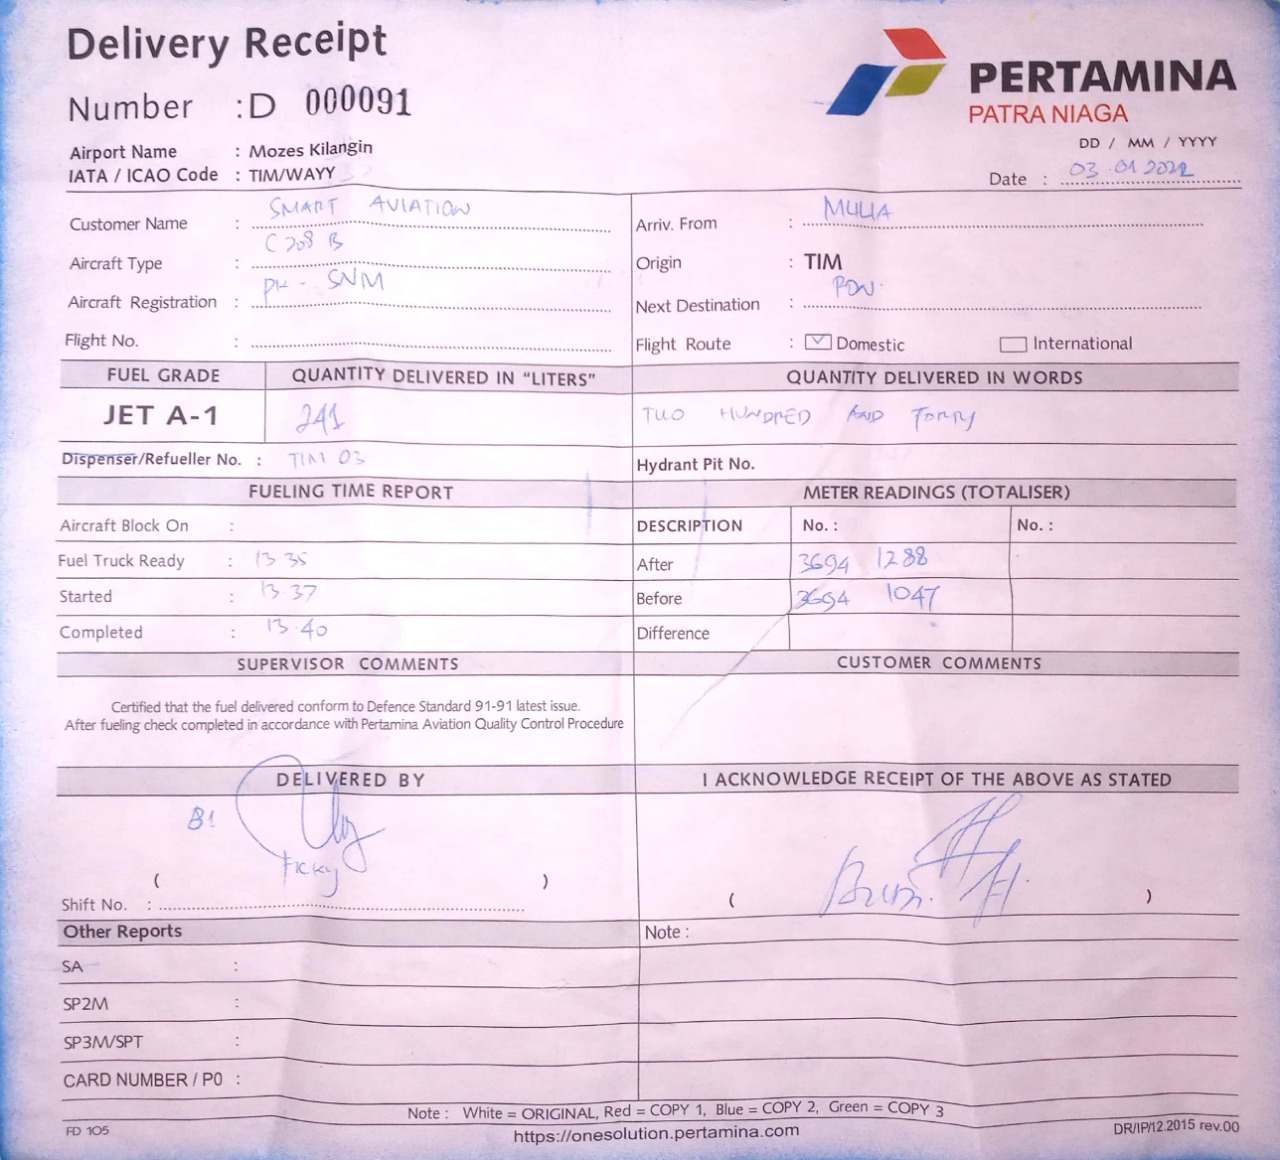 Delivery Receipt
PERTAMINA
PATRA NIAGA
Number : D 000091
DD / MM / YYYY
Airport Name : Mozes Kilangin
IATA / ICAO Code : TIM/WAYY
Date : 03 01 2022
Customer Name : SMART AVIATION
Arriv. From : MULIA
Aircraft Type : C 208 B
Origin : TIM
Aircraft Registration : PK - SNM
Next Destination :
Flight No. :
Flight Route : Domestic International
FUEL GRADE QUANTITY DELIVERED IN "LITERS" QUANTITY DELIVERED IN WORDS
JET A-1 241 TWO HUNDRED AND FORTY
Dispenser/Refueller No. : TIM 03
Hydrant Pit No.
FUELING TIME REPORT METER READINGS (TOTALISER)
Aircraft Block On : DESCRIPTION No. : No. :
Fuel Truck Ready : 13 35 After 3694 1288
Started : 13 37 Before 3694 1047
Completed : 13.40 Difference
SUPERVISOR COMMENTS CUSTOMER COMMENTS
Certified that the fuel delivered conform to Defence Standard 91-91 latest issue.
After fueling check completed in accordance with Pertamina Aviation Quality Control Procedure
DELIVERED BY I ACKNOWLEDGE RECEIPT OF THE ABOVE AS STATED
( ) ( )
Shift No. :
Other Reports Note :
SA :
SP2M :
SP3M/SPT :
CARD NUMBER / P0 :
Note : White = ORIGINAL, Red = COPY 1, Blue = COPY 2, Green = COPY 3
FD 105 https://onesolution.pertamina.com DR/IP/12.2015 rev.00